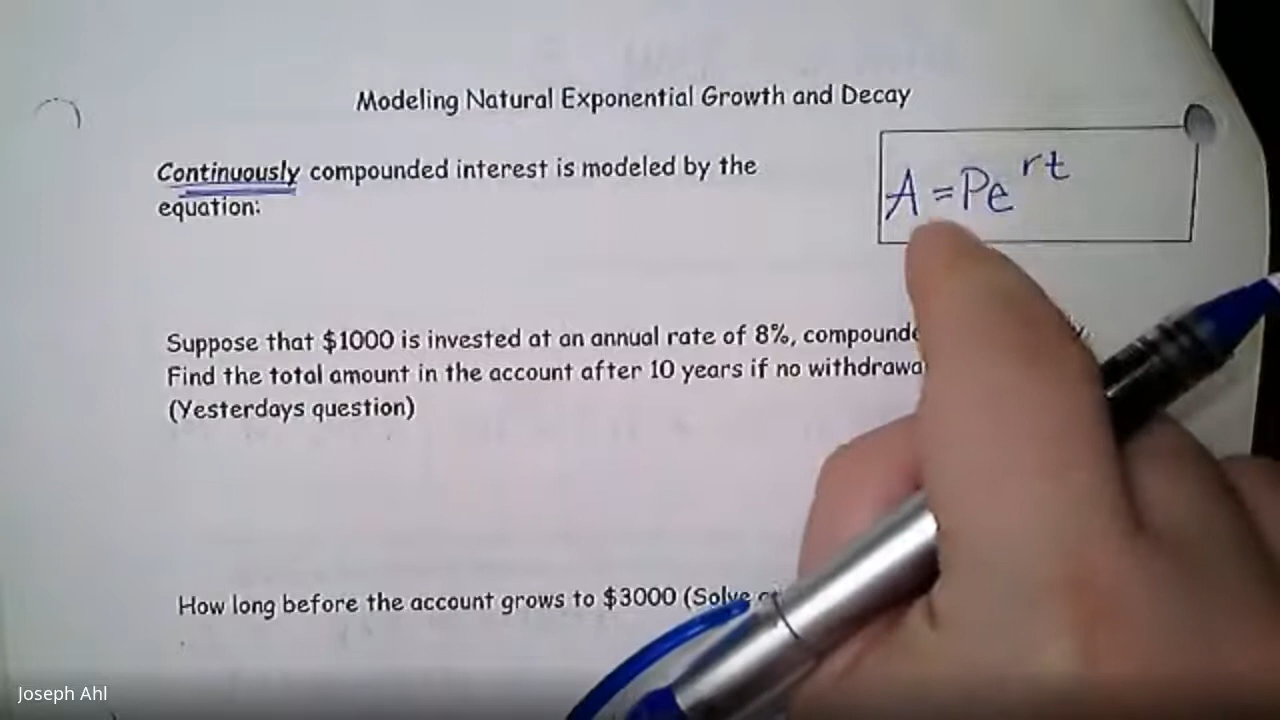 Modeling Natural Exponential Growth and Decay
Continuously compounded interest is modeled by the
equation:
A = Pe^rt
Suppose that $1000 is invested at an annual rate of 8%,
Find the total amount in the account after 10 years if no
(Yesterdays question)
How long before the account grows to $3000 (Solve
Joseph Ahl